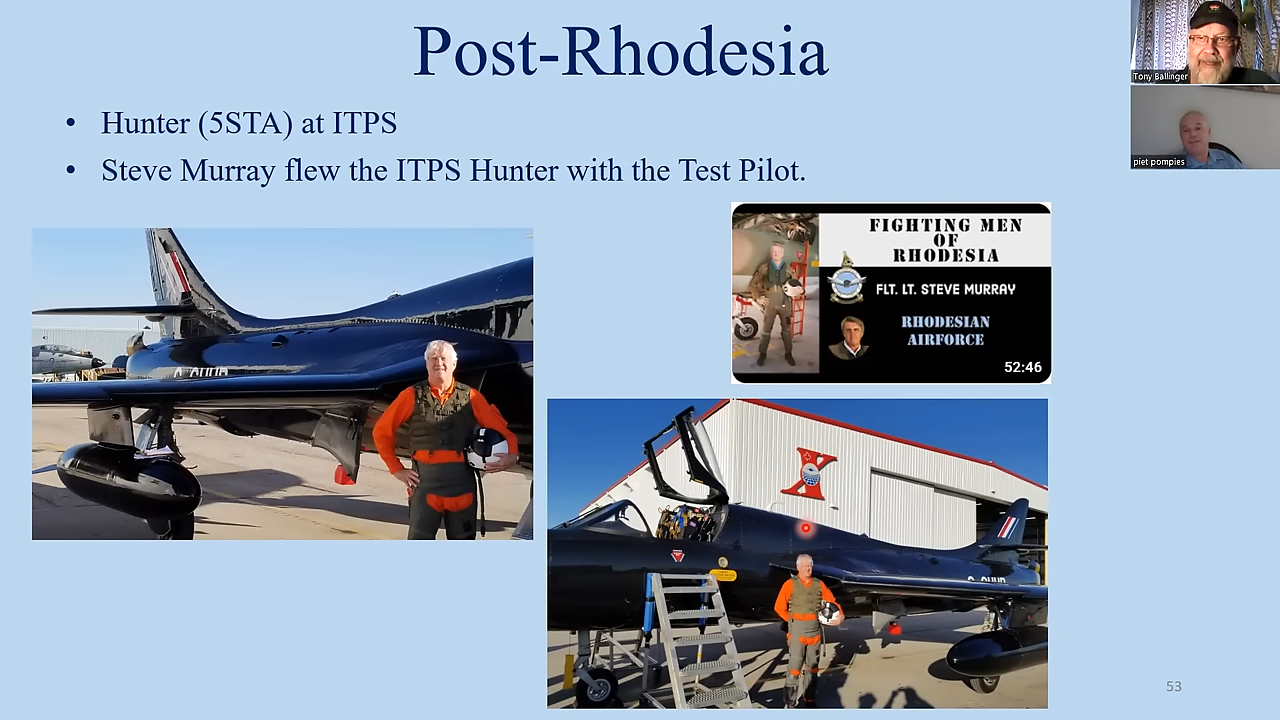 Post-Rhodesia
• Hunter (5STA) at ITPS
• Steve Murray flew the ITPS Hunter with the Test Pilot.
Tony Ballinger
piet pompies
FIGHTING MEN
OF
RHODESIA
FLT. LT. STEVE MURRAY
RHODESIAN
AIRFORCE
52:46
53